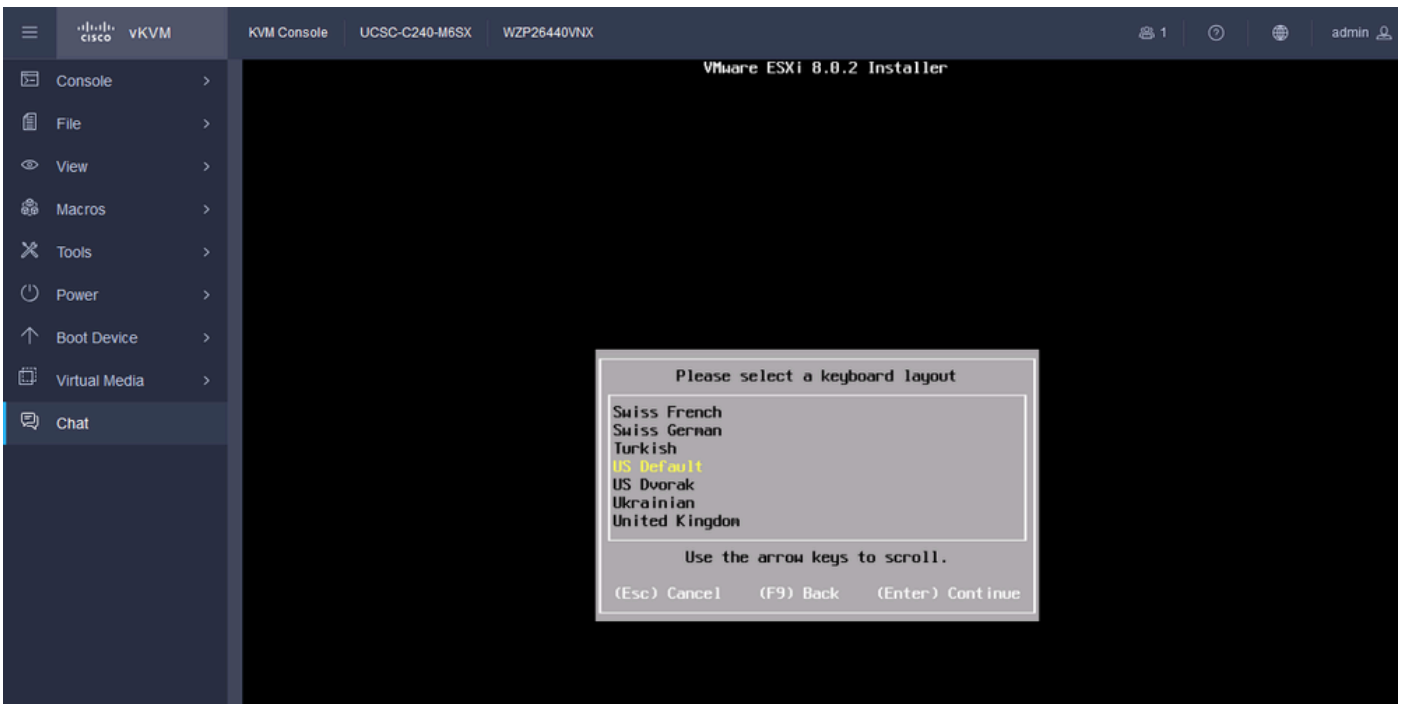 cisco vKVM KVM Console UCSC-C240-M6SX WZP26440VNX 1 admin
Console
File
View
Macros
Tools
Power
Boot Device
Virtual Media
Chat
VMware ESXi 8.0.2 Installer
Please select a keyboard layout
Swiss French
Swiss German
Turkish
US Default
US Dvorak
Ukrainian
United Kingdom
Use the arrow keys to scroll.
(Esc) Cancel (F9) Back (Enter) Continue